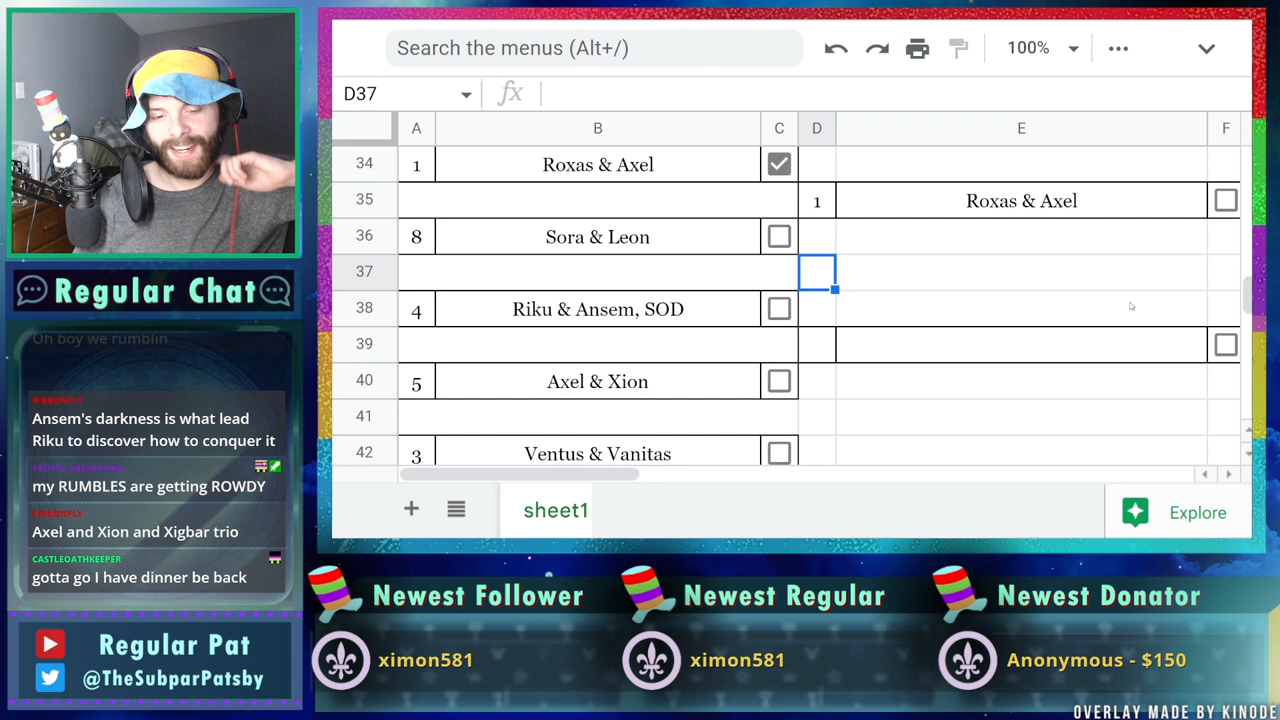 Search the menus (Alt+/)
100%
D37
fx
A B C D E F
34 1 Roxas & Axel
35 1 Roxas & Axel
36 8 Sora & Leon
37
38 4 Riku & Ansem, SOD
39
40 5 Axel & Xion
41
42 3 Ventus & Vanitas
sheet1
Explore
Regular Chat
Oh boy we rumblin
RIBBONFLY
Ansem's darkness is what lead
Riku to discover how to conquer it
my RUMBLES are getting ROWDY
RIBBONFLY
Axel and Xion and Xigbar trio
CASTLEOATHKEEPER
gotta go I have dinner be back
Regular Pat
@TheSubparPatsby
Newest Follower
ximon581
Newest Regular
ximon581
Newest Donator
Anonymous - $150
OVERLAY MADE BY KINODE